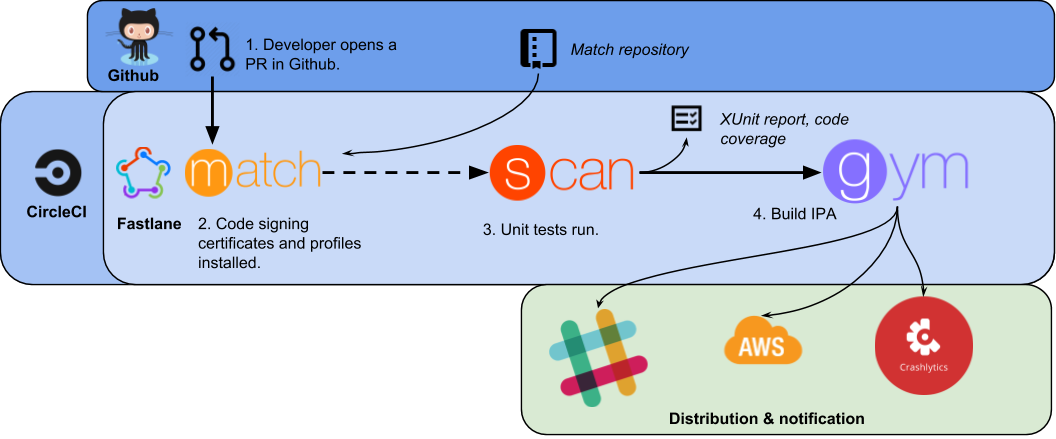 1. Developer opens a
PR in Github.
Match repository
Github
XUnit report, code
coverage
match
scan
gym
CircleCI
Fastlane
2. Code signing
certificates and profiles
installed.
3. Unit tests run.
4. Build IPA
AWS
Crashlytics
Distribution & notification